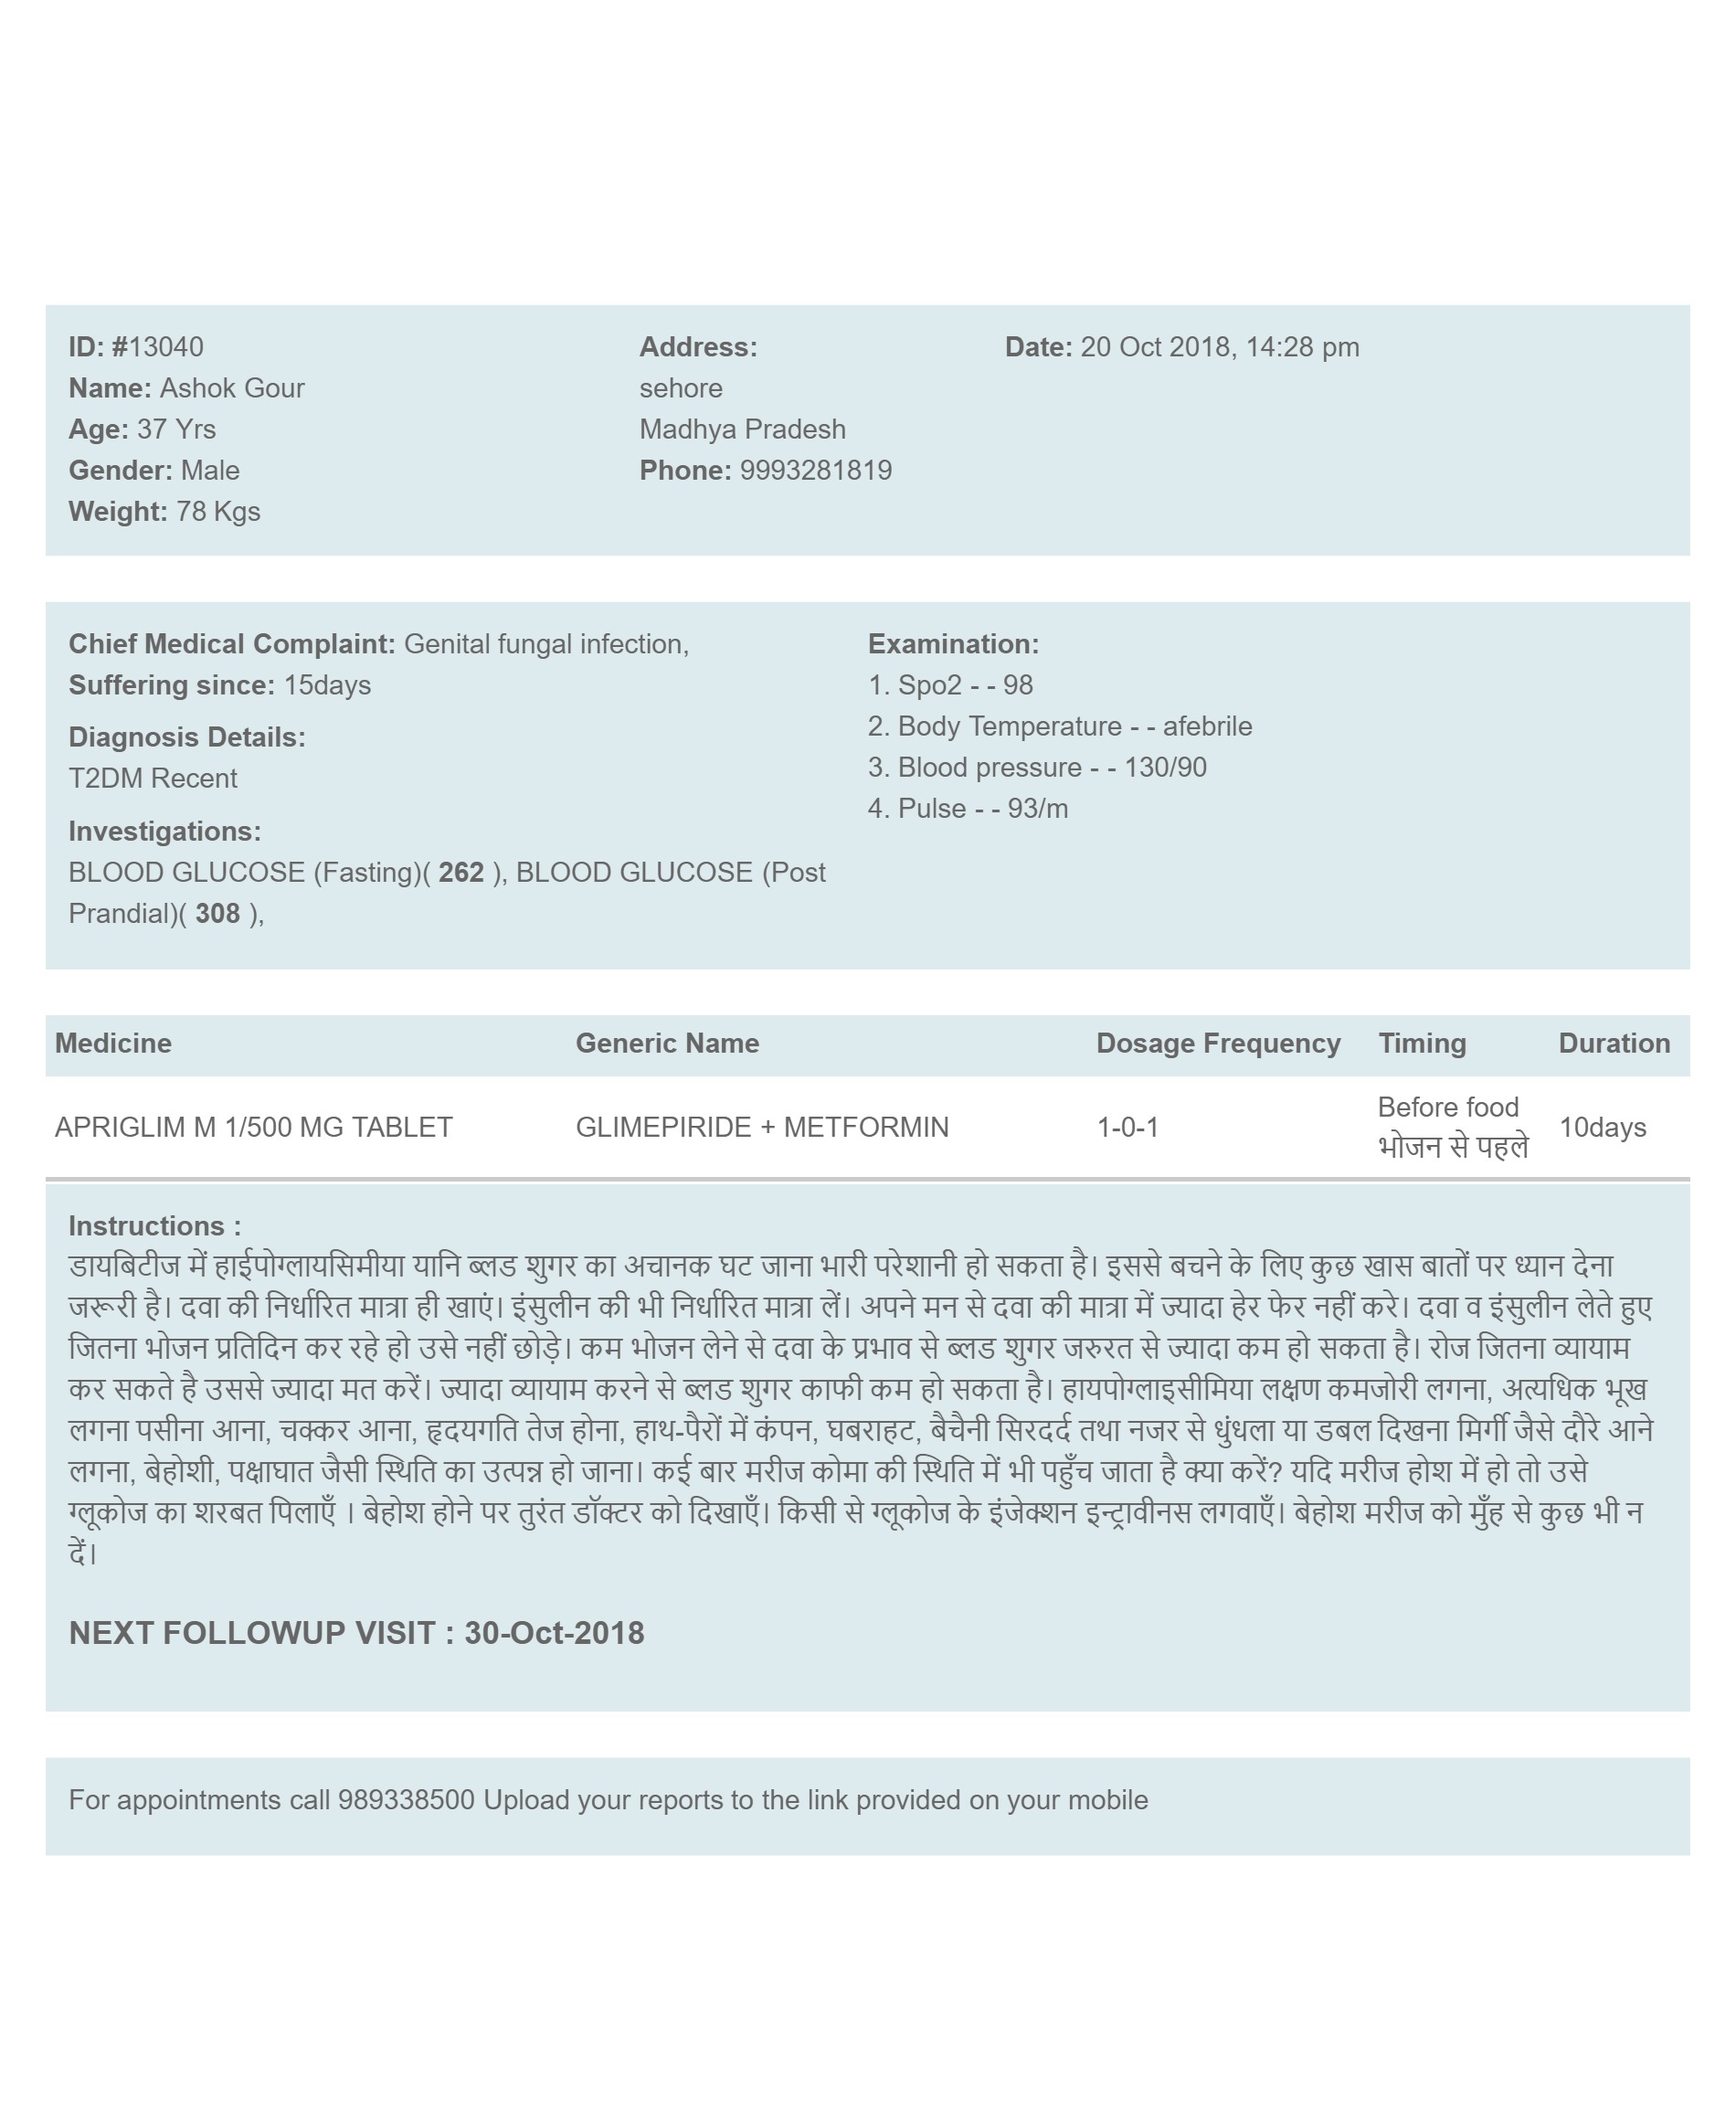 ID: #13040
Name: Ashok Gour
Age: 37 Yrs
Gender: Male
Weight: 78 Kgs
Address:
sehore
Madhya Pradesh
Phone: 9993281819
Date: 20 Oct 2018, 14:28 pm
Chief Medical Complaint: Genital fungal infection,
Suffering since: 15days
Diagnosis Details:
T2DM Recent
Investigations:
BLOOD GLUCOSE (Fasting)( 262 ), BLOOD GLUCOSE (Post
Prandial)( 308 ),
Examination:
1. Spo2 - - 98
2. Body Temperature - - afebrile
3. Blood pressure - - 130/90
4. Pulse - - 93/m
Medicine Generic Name Dosage Frequency Timing Duration
APRIGLIM M 1/500 MG TABLET GLIMEPIRIDE + METFORMIN 1-0-1 Before food
भोजन से पहले 10days
Instructions :
डायबिटीज में हाईपोग्लायसिमीया यानि ब्लड शुगर का अचानक घट जाना भारी परेशानी हो सकता है। इससे बचने के लिए कुछ खास बातों पर ध्यान देना
जरूरी है। दवा की निर्धारित मात्रा ही खाएं। इंसुलीन की भी निर्धारित मात्रा लें। अपने मन से दवा की मात्रा में ज्यादा हेर फेर नहीं करे। दवा व इंसुलीन लेते हुए
जितना भोजन प्रतिदिन कर रहे हो उसे नहीं छोड़े। कम भोजन लेने से दवा के प्रभाव से ब्लड शुगर जरुरत से ज्यादा कम हो सकता है। रोज जितना व्यायाम
कर सकते है उससे ज्यादा मत करें। ज्यादा व्यायाम करने से ब्लड शुगर काफी कम हो सकता है। हायपोग्लाइसीमिया लक्षण कमजोरी लगना, अत्यधिक भूख
लगना पसीना आना, चक्कर आना, हृदयगति तेज होना, हाथ-पैरों में कंपन, घबराहट, बैचैनी सिरदर्द तथा नजर से धुंधला या डबल दिखना मिर्गी जैसे दौरे आने
लगना, बेहोशी, पक्षाघात जैसी स्थिति का उत्पन्न हो जाना। कई बार मरीज कोमा की स्थिति में भी पहुँच जाता है क्या करें? यदि मरीज होश में हो तो उसे
ग्लूकोज का शरबत पिलाएँ । बेहोश होने पर तुरंत डॉक्टर को दिखाएँ। किसी से ग्लूकोज के इंजेक्शन इन्ट्रावीनस लगवाएँ। बेहोश मरीज को मुँह से कुछ भी न
दें।
NEXT FOLLOWUP VISIT : 30-Oct-2018
For appointments call 989338500 Upload your reports to the link provided on your mobile